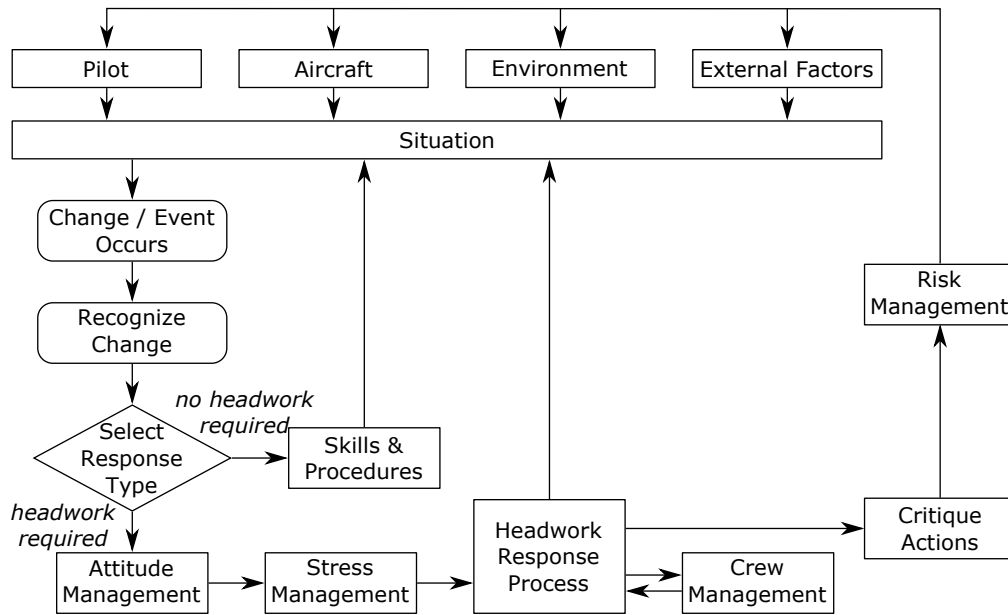 Pilot
Aircraft
Environment
External Factors
Situation
Change / Event
Occurs
Recognize
Change
Risk
Management
no headwork
required
Select
Response
Type
Skills &
Procedures
headwork
required
Attitude
Management
Stress
Management
Headwork
Response
Process
Crew
Management
Critique
Actions